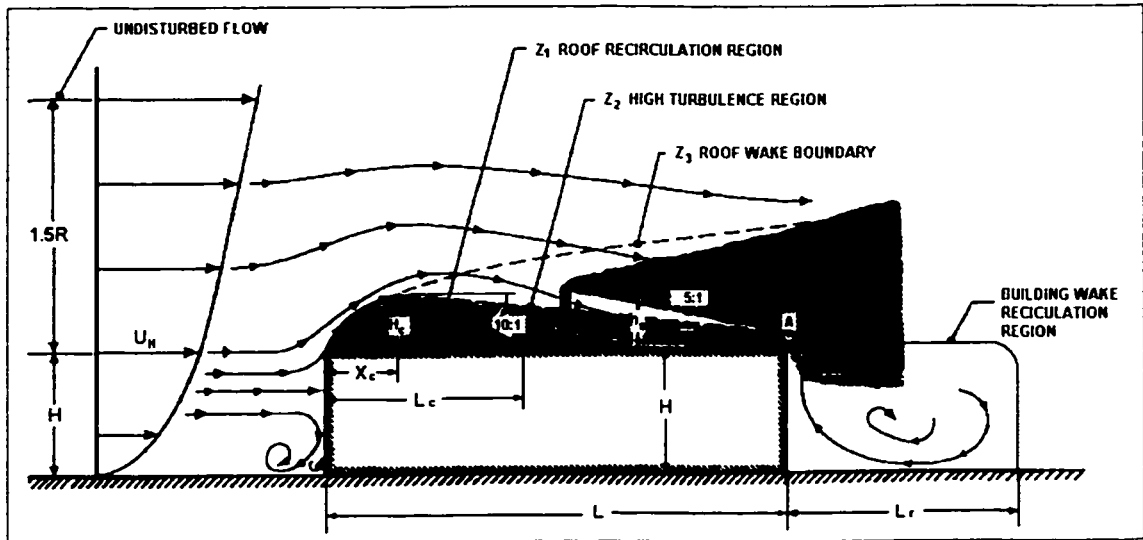 UNDISTURBED FLOW
Z1 ROOF RECIRCULATION REGION
Z2 HIGH TURBULENCE REGION
Z3 ROOF WAKE BOUNDARY
1.5R
5:1
BUILDING WAKE
RECICULATION
REGION
Hc
10:1
A
UH
Xc
Lc
H
H
L
Lr